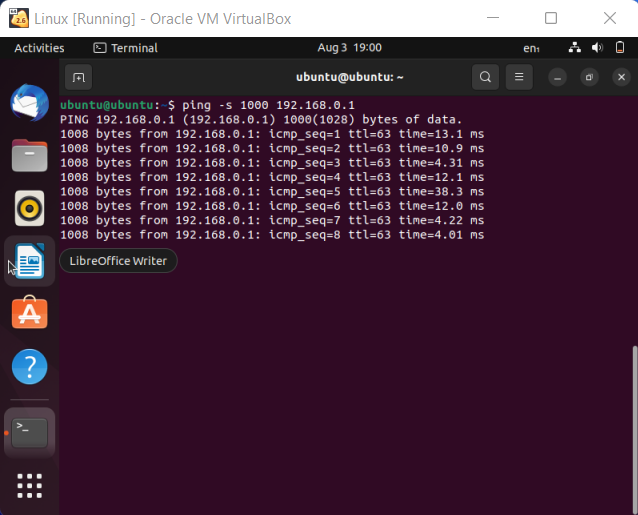 Linux [Running] - Oracle VM VirtualBox
Activities Terminal Aug 3 19:00 en₁
ubuntu@ubuntu: ~
ubuntu@ubuntu:~$ ping -s 1000 192.168.0.1
PING 192.168.0.1 (192.168.0.1) 1000(1028) bytes of data.
1008 bytes from 192.168.0.1: icmp_seq=1 ttl=63 time=13.1 ms
1008 bytes from 192.168.0.1: icmp_seq=2 ttl=63 time=10.9 ms
1008 bytes from 192.168.0.1: icmp_seq=3 ttl=63 time=4.31 ms
1008 bytes from 192.168.0.1: icmp_seq=4 ttl=63 time=12.1 ms
1008 bytes from 192.168.0.1: icmp_seq=5 ttl=63 time=38.3 ms
1008 bytes from 192.168.0.1: icmp_seq=6 ttl=63 time=12.0 ms
1008 bytes from 192.168.0.1: icmp_seq=7 ttl=63 time=4.22 ms
1008 bytes from 192.168.0.1: icmp_seq=8 ttl=63 time=4.01 ms
LibreOffice Writer